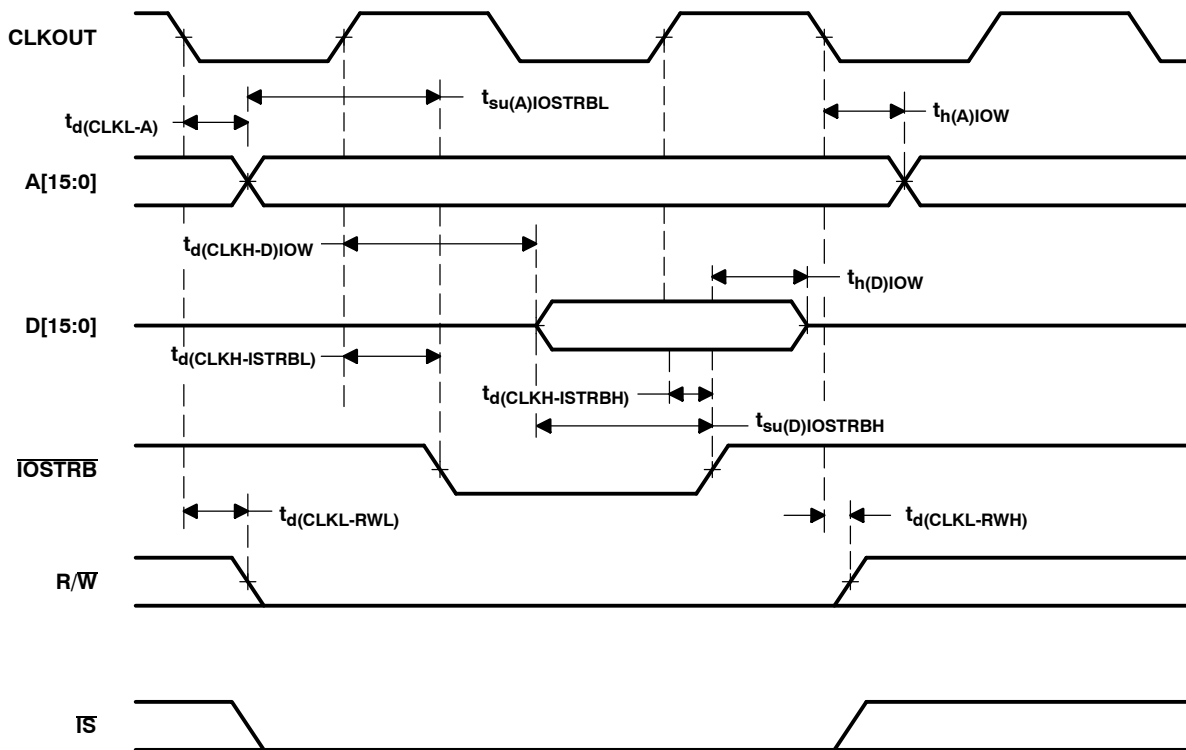 CLKOUT
tsu(A)IOSTRBL
th(A)IOW
td(CLKL-A)
A[15:0]
td(CLKH-D)IOW
th(D)IOW
D[15:0]
td(CLKH-ISTRBL)
td(CLKH-ISTRBH)
tsu(D)IOSTRBH
IOSTRB
td(CLKL-RWL)
td(CLKL-RWH)
R/W
IS